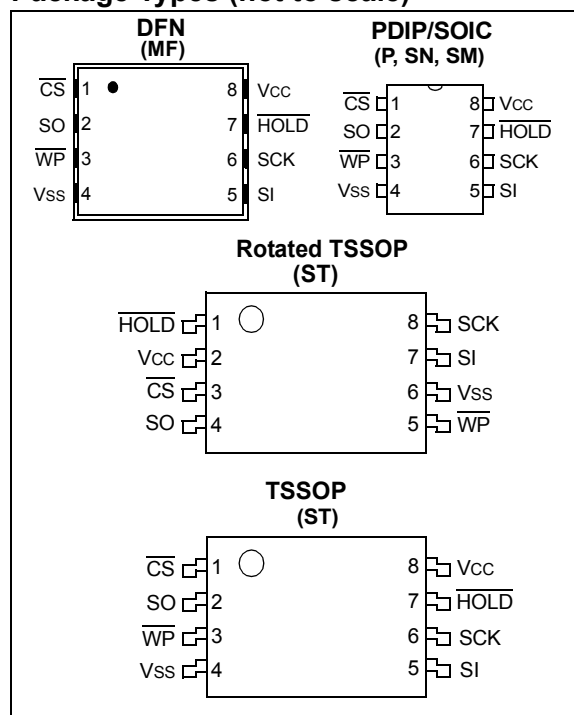 Package Types (not to scale)
DFN
(MF)
CS 1 8 VCC
SO 2 7 HOLD
WP 3 6 SCK
VSS 4 5 SI
PDIP/SOIC
(P, SN, SM)
CS 1 8 VCC
SO 2 7 HOLD
WP 3 6 SCK
VSS 4 5 SI
Rotated TSSOP
(ST)
HOLD 1 8 SCK
VCC 2 7 SI
CS 3 6 VSS
SO 4 5 WP
TSSOP
(ST)
CS 1 8 VCC
SO 2 7 HOLD
WP 3 6 SCK
VSS 4 5 SI